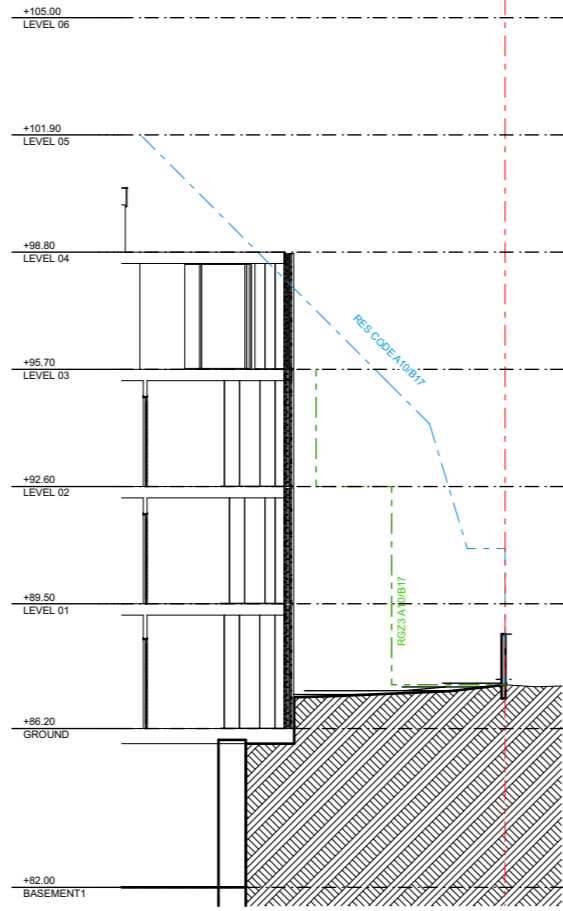 +105.00
LEVEL 06
+101.90
LEVEL 05
+98.80
LEVEL 04
RES CODE A10/B17
+95.70
LEVEL 03
+92.60
LEVEL 02
+89.50
LEVEL 01
RGZ3 A10/B17
+86.20
GROUND
+82.00
BASEMENT1